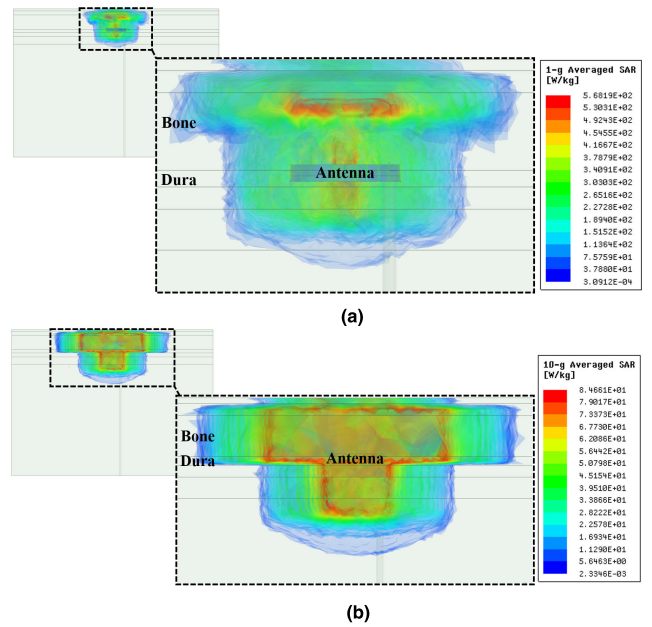 1-g Averaged SAR
[W/kg]
5.6819E+02
5.3031E+02
4.9243E+02
4.5455E+02
4.1667E+02
3.7879E+02
3.4091E+02
3.0303E+02
2.6516E+02
2.2728E+02
1.8940E+02
1.5152E+02
1.1364E+02
7.5759E+01
3.7880E+01
3.0912E-04
Bone
Dura
Antenna
(a)
10-g Averaged SAR
[W/kg]
8.4661E+01
7.9017E+01
7.3373E+01
6.7730E+01
6.2086E+01
5.6442E+01
5.0798E+01
4.5154E+01
3.9510E+01
3.3866E+01
2.8222E+01
2.2578E+01
1.6934E+01
1.1290E+01
5.6463E+00
2.3346E-03
Bone
Dura
Antenna
(b)